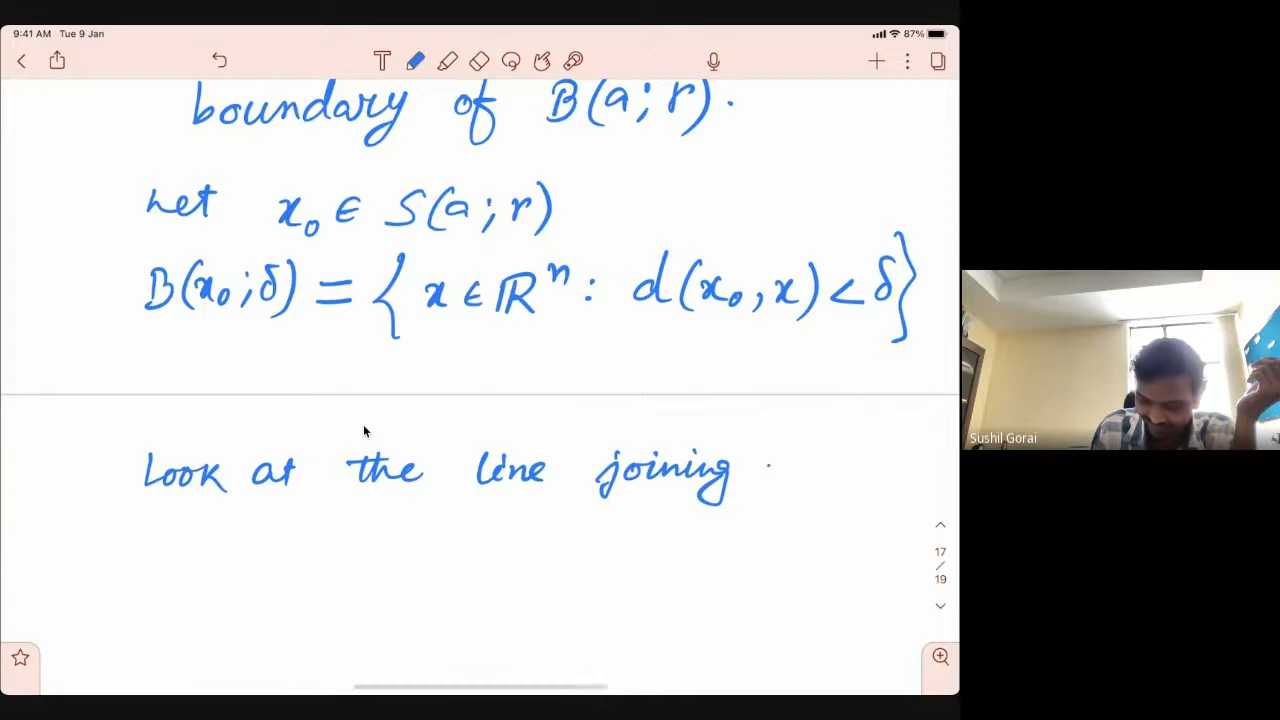 9:41 AM Tue 9 Jan 87%
T
boundary of B(a;r).
Let x₀ ∈ S(a;r)
B(x₀;δ) = { x ∈ ℝⁿ : d(x₀,x) < δ }
Look at the line joining
17
/
19
Sushil Gorai